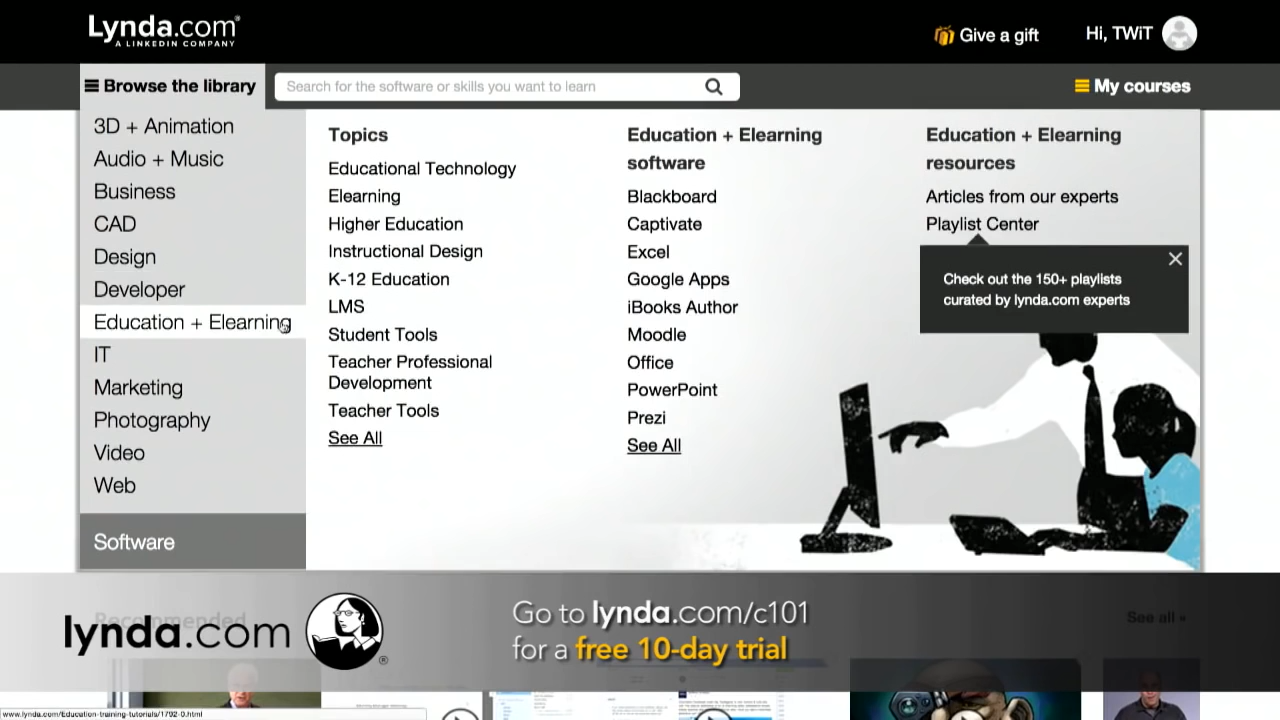 Lynda.com®
A LINKEDIN COMPANY
Give a gift
Hi, TWiT
Browse the library
Search for the software or skills you want to learn
My courses
3D + Animation
Audio + Music
Business
CAD
Design
Developer
Education + Elearning
IT
Marketing
Photography
Video
Web
Software
Topics
Educational Technology
Elearning
Higher Education
Instructional Design
K-12 Education
LMS
Student Tools
Teacher Professional
Development
Teacher Tools
See All
Education + Elearning
software
Blackboard
Captivate
Excel
Google Apps
iBooks Author
Moodle
Office
PowerPoint
Prezi
See All
Education + Elearning
resources
Articles from our experts
Playlist Center
Check out the 150+ playlists
curated by lynda.com experts
Recommended
See all »
lynda.com®
Go to lynda.com/c101
for a free 10-day trial